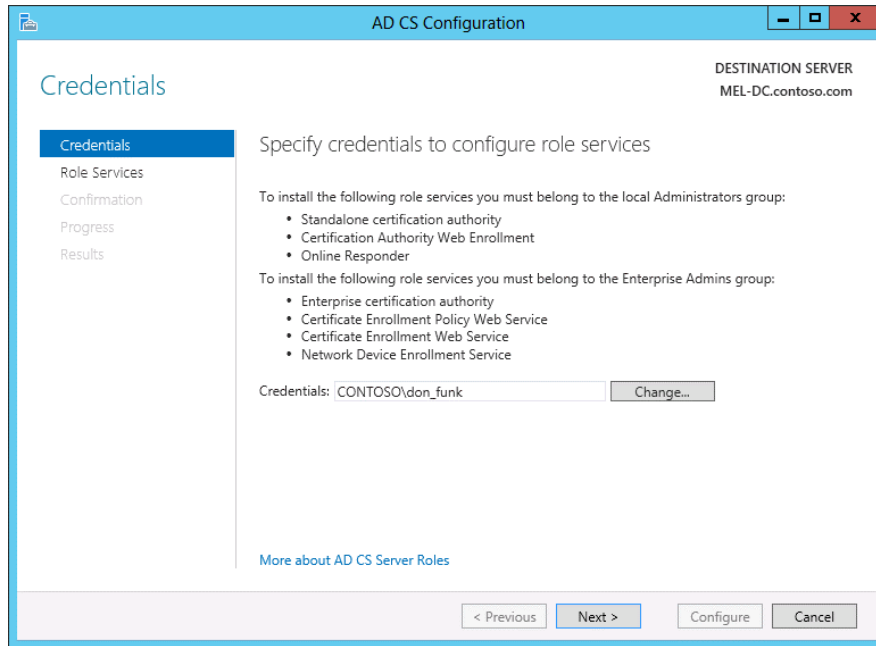 AD CS Configuration
Credentials
DESTINATION SERVER
MEL-DC.contoso.com
Credentials
Role Services
Confirmation
Progress
Results
Specify credentials to configure role services
To install the following role services you must belong to the local Administrators group:
• Standalone certification authority
• Certification Authority Web Enrollment
• Online Responder
To install the following role services you must belong to the Enterprise Admins group:
• Enterprise certification authority
• Certificate Enrollment Policy Web Service
• Certificate Enrollment Web Service
• Network Device Enrollment Service
Credentials: CONTOSO\don_funk Change...
More about AD CS Server Roles
< Previous Next > Configure Cancel